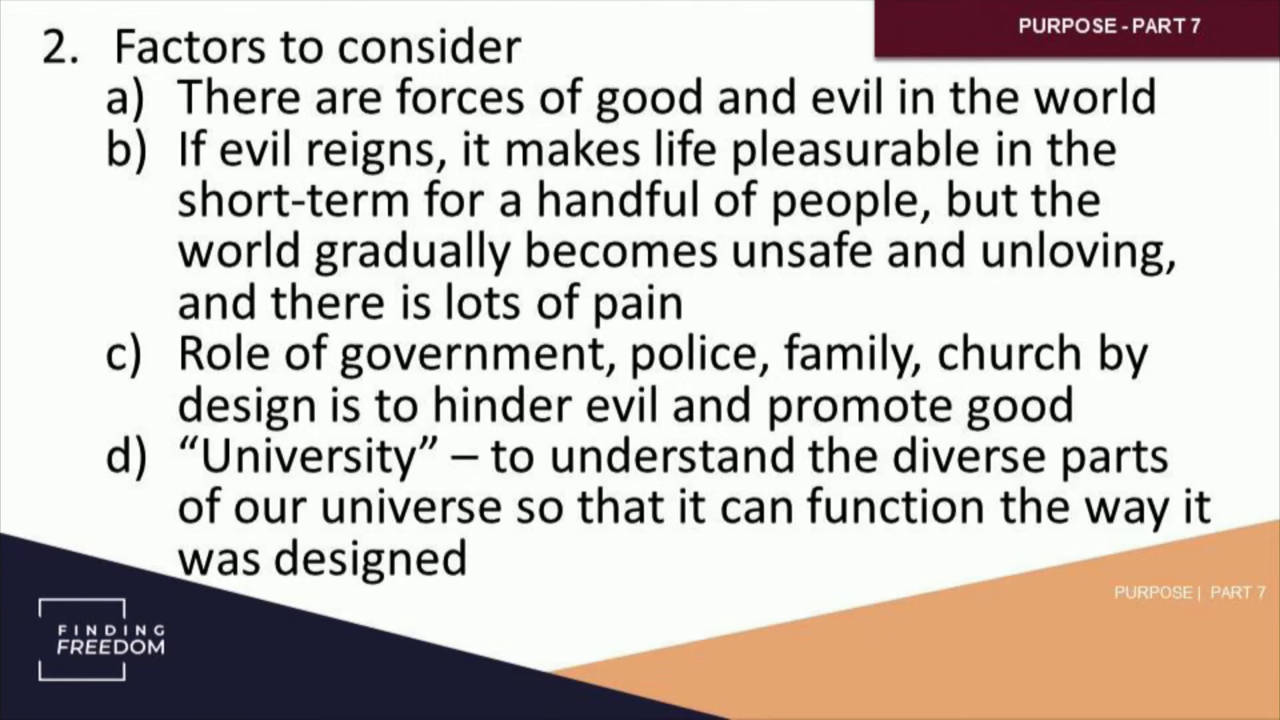 PURPOSE - PART 7
2. Factors to consider
a) There are forces of good and evil in the world
b) If evil reigns, it makes life pleasurable in the
short-term for a handful of people, but the
world gradually becomes unsafe and unloving,
and there is lots of pain
c) Role of government, police, family, church by
design is to hinder evil and promote good
d) “University” – to understand the diverse parts
of our universe so that it can function the way it
was designed
PURPOSE | PART 7
FINDING
FREEDOM